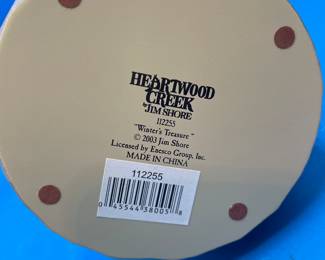 HEARTWOOD
CREEK
by JIM SHORE
112255
"Winter's Treasure"
© 2003 Jim Shore
Licensed by Enesco Group, Inc.
MADE IN CHINA
112255
0 45544 38005 8